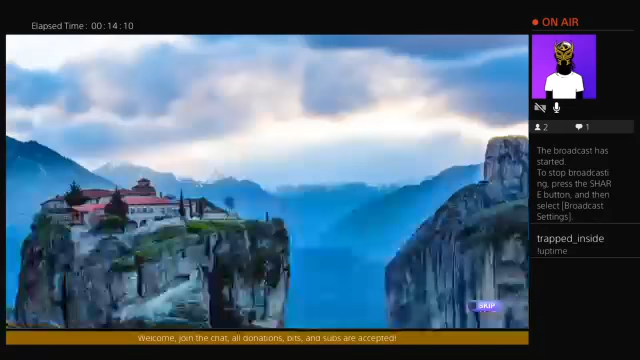 Elapsed Time : 00:14:10
ON AIR
2
1
The broadcast has
started.
To stop broadcasti
ng, press the SHAR
E button, and then
select [Broadcast
Settings].
trapped_inside
!uptime
SKIP
Welcome, join the chat, all donations, bits, and subs are accepted!